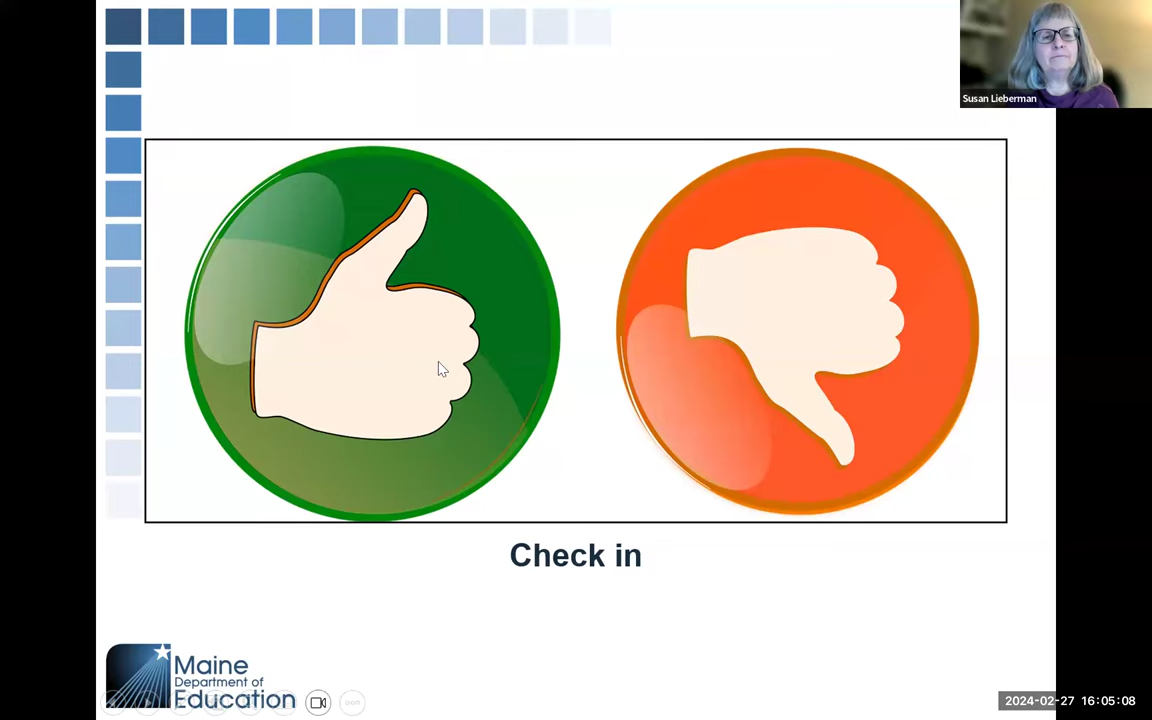 Susan Lieberman
Check in
Maine
Department of
Education
2024-02-27 16:05:08